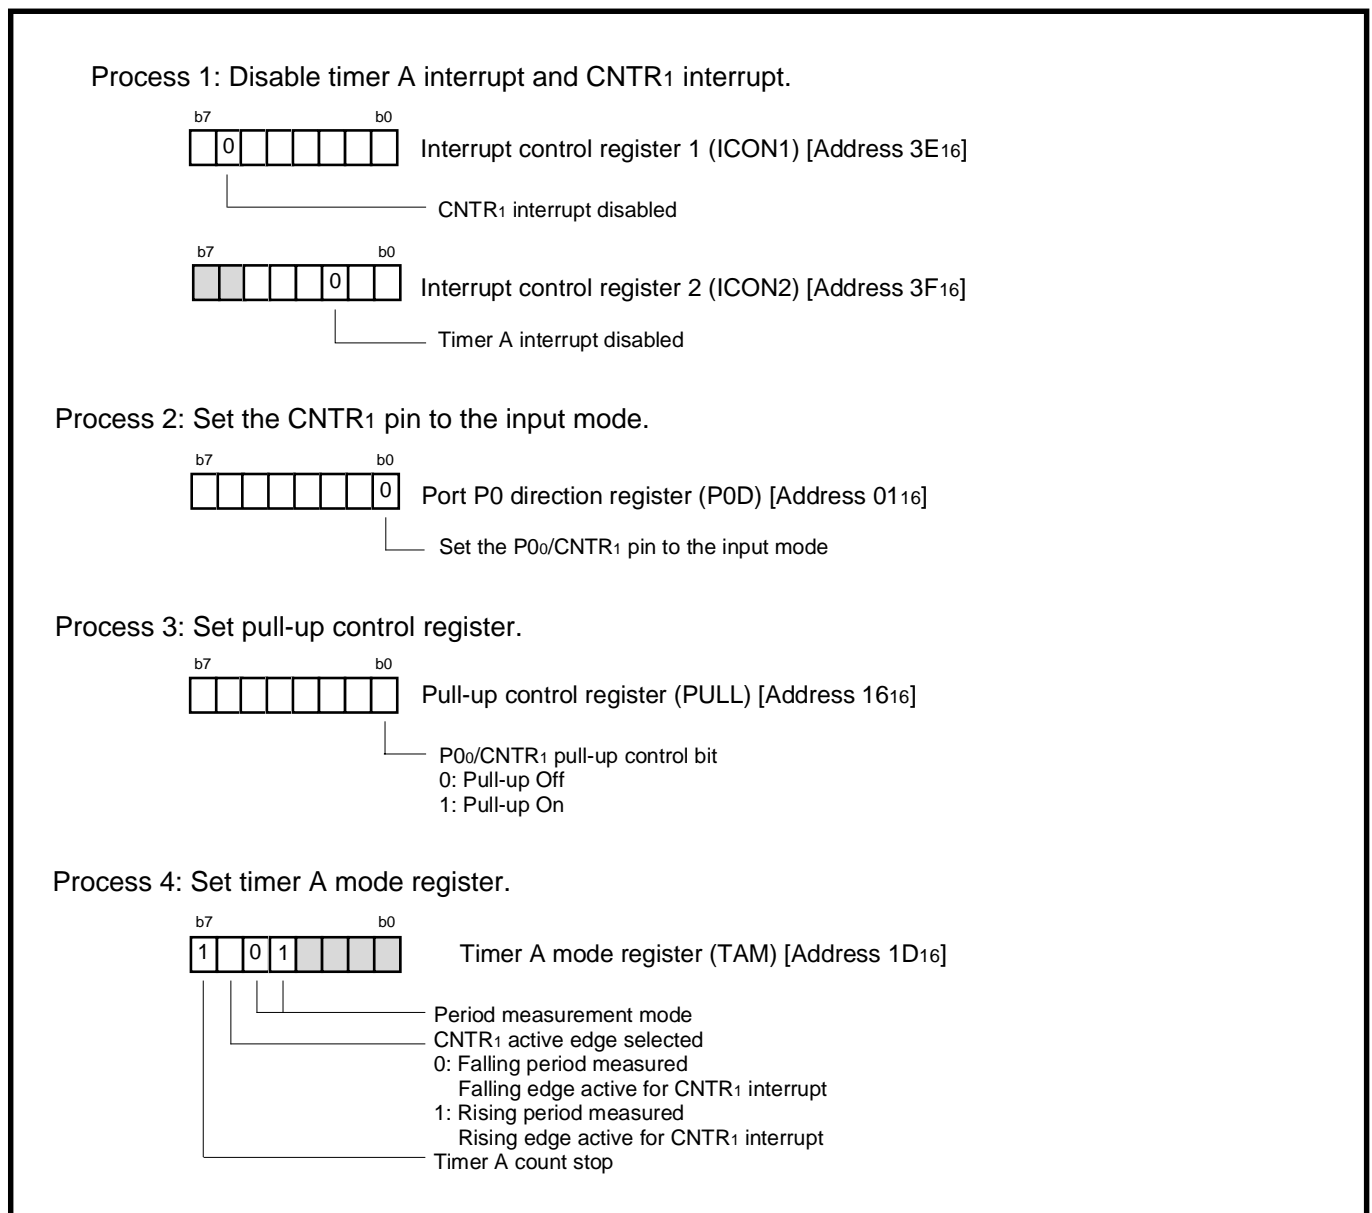 Process 1: Disable timer A interrupt and CNTR1 interrupt.
b7 b0
0 Interrupt control register 1 (ICON1) [Address 3E16]
CNTR1 interrupt disabled
b7 b0
0 Interrupt control register 2 (ICON2) [Address 3F16]
Timer A interrupt disabled
Process 2: Set the CNTR1 pin to the input mode.
b7 b0
0 Port P0 direction register (P0D) [Address 0116]
Set the P00/CNTR1 pin to the input mode
Process 3: Set pull-up control register.
b7 b0
Pull-up control register (PULL) [Address 1616]
P00/CNTR1 pull-up control bit
0: Pull-up Off
1: Pull-up On
Process 4: Set timer A mode register.
b7 b0
1 0 1 Timer A mode register (TAM) [Address 1D16]
Period measurement mode
CNTR1 active edge selected
0: Falling period measured
Falling edge active for CNTR1 interrupt
1: Rising period measured
Rising edge active for CNTR1 interrupt
Timer A count stop